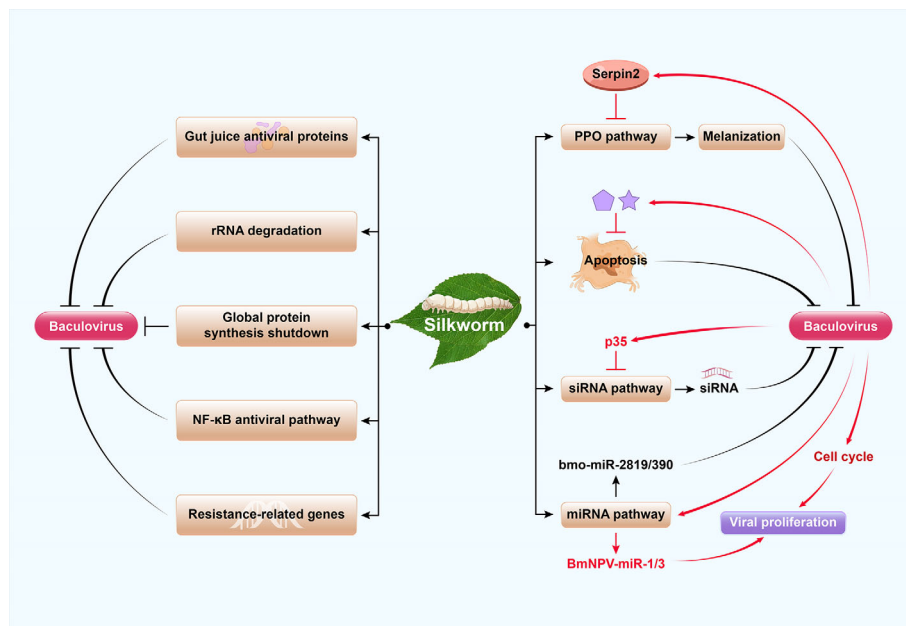 Gut juice antiviral proteins
rRNA degradation
Baculovirus
Global protein
synthesis shutdown
NF-κB antiviral pathway
Resistance-related genes
Silkworm
Serpin2
PPO pathway
Melanization
Apoptosis
Baculovirus
p35
siRNA pathway
siRNA
bmo-miR-2819/390
Cell cycle
miRNA pathway
Viral proliferation
BmNPV-miR-1/3